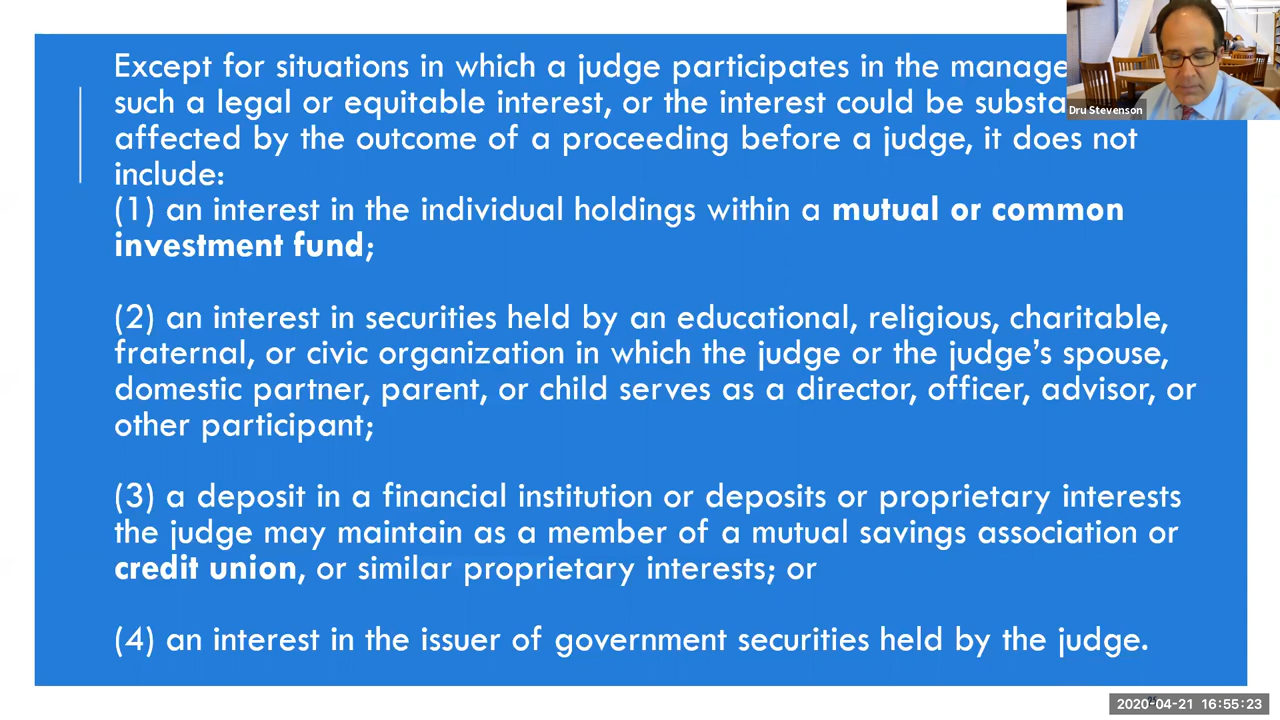 Except for situations in which a judge participates in the manage
such a legal or equitable interest, or the interest could be substa
affected by the outcome of a proceeding before a judge, it does not
include:
(1) an interest in the individual holdings within a mutual or common
investment fund;
(2) an interest in securities held by an educational, religious, charitable,
fraternal, or civic organization in which the judge or the judge’s spouse,
domestic partner, parent, or child serves as a director, officer, advisor, or
other participant;
(3) a deposit in a financial institution or deposits or proprietary interests
the judge may maintain as a member of a mutual savings association or
credit union, or similar proprietary interests; or
(4) an interest in the issuer of government securities held by the judge.
Dru Stevenson
2020-04-21 16:55:23